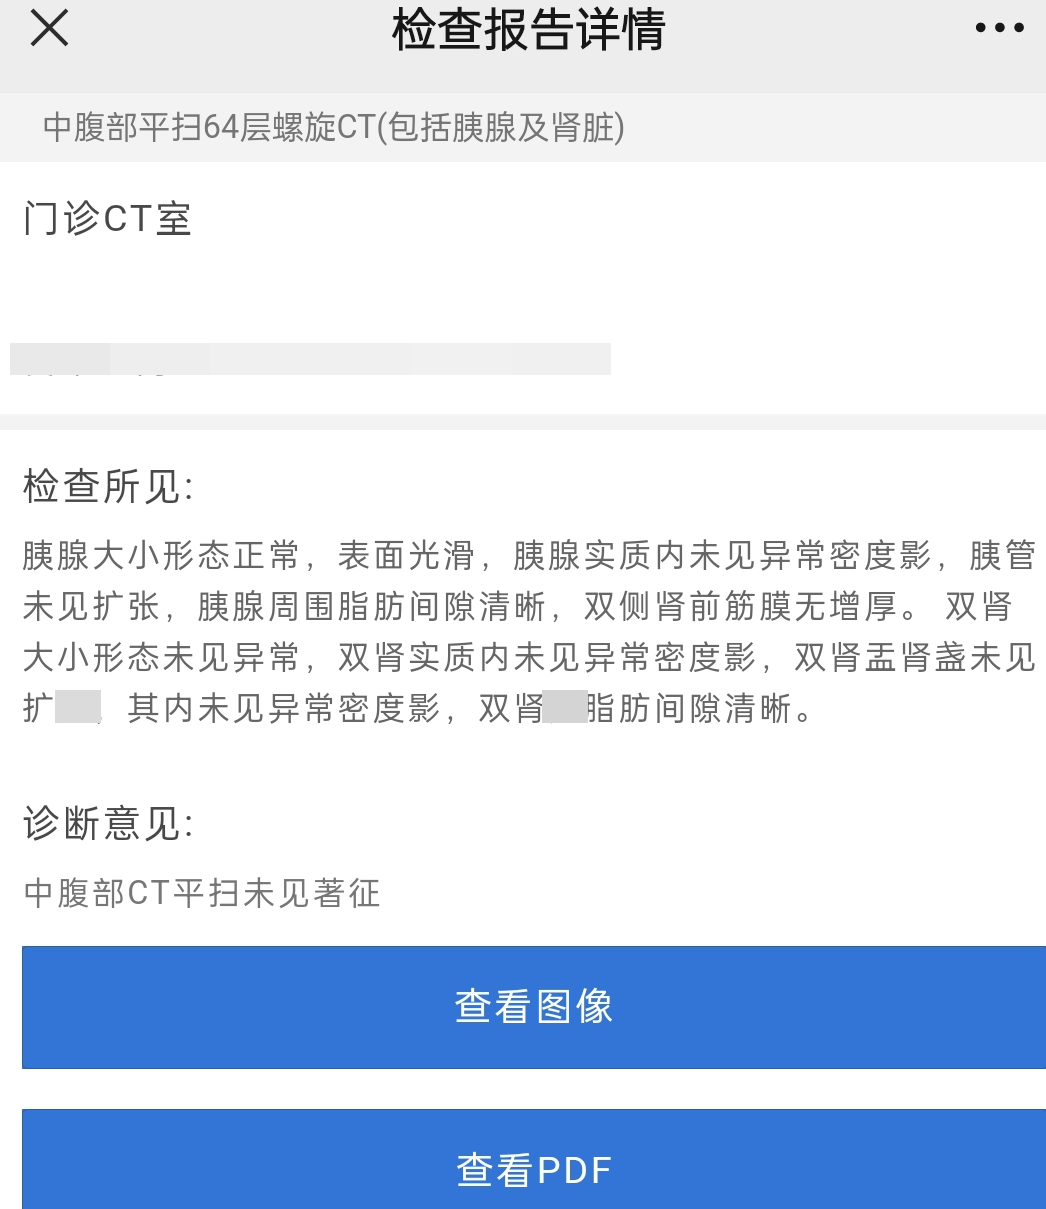 检查报告详情
中腹部平扫64层螺旋CT(包括胰腺及肾脏)
门诊CT室
检查所见:
胰腺大小形态正常，表面光滑，胰腺实质内未见异常密度影，胰管
未见扩张，胰腺周围脂肪间隙清晰，双侧肾前筋膜无增厚。 双肾
大小形态未见异常，双肾实质内未见异常密度影，双肾盂肾盏未见
扩 ，其内未见异常密度影，双肾 脂肪间隙清晰。
诊断意见:
中腹部CT平扫未见著征
查看图像
查看PDF